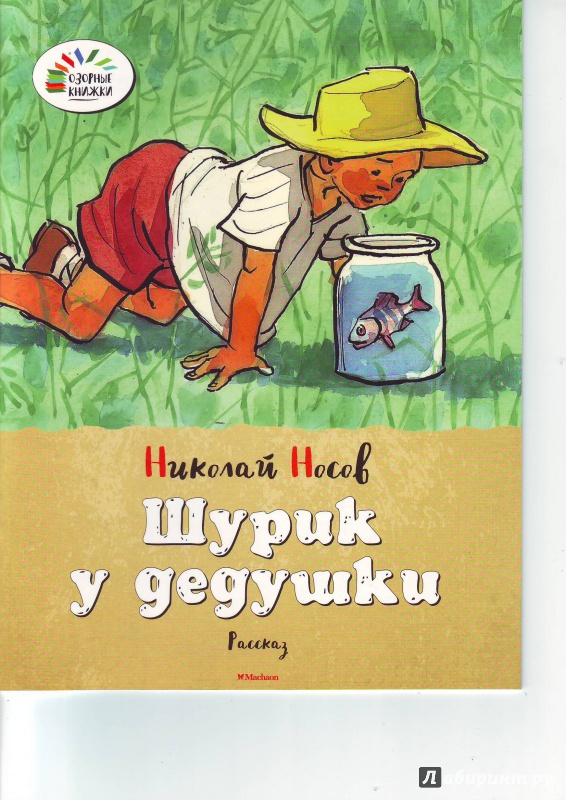 ОЗОРНЫЕ
КНИЖКИ
Николай Носов
Шурик
у дедушки
Рассказ
Machaon
Лабиринт.ру